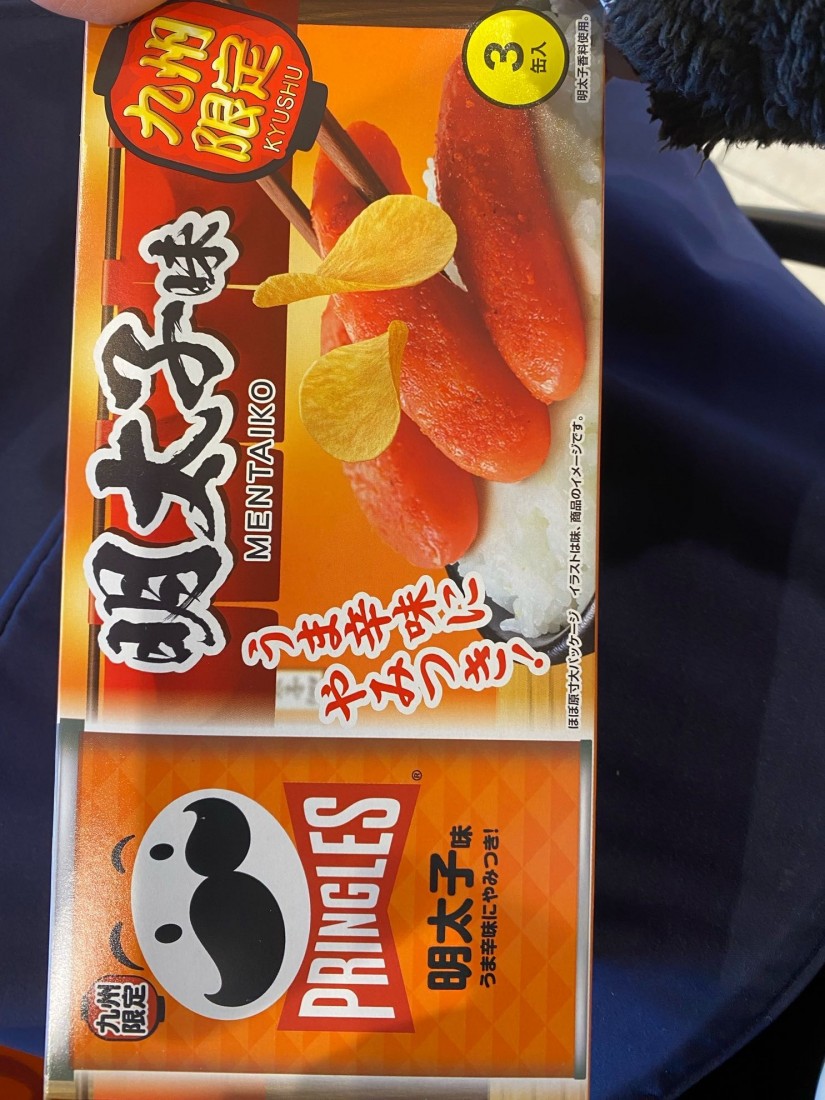 九州
限定
KYUSHU
3
缶入
明太子香料使用。
明太子味
MENTAIKO
うま辛味に
やみつき!
ほぼ原寸大パッケージ イラストは味、商品のイメージです。
九州
限定
PRINGLES®
明太子味
うま辛味にやみつき!